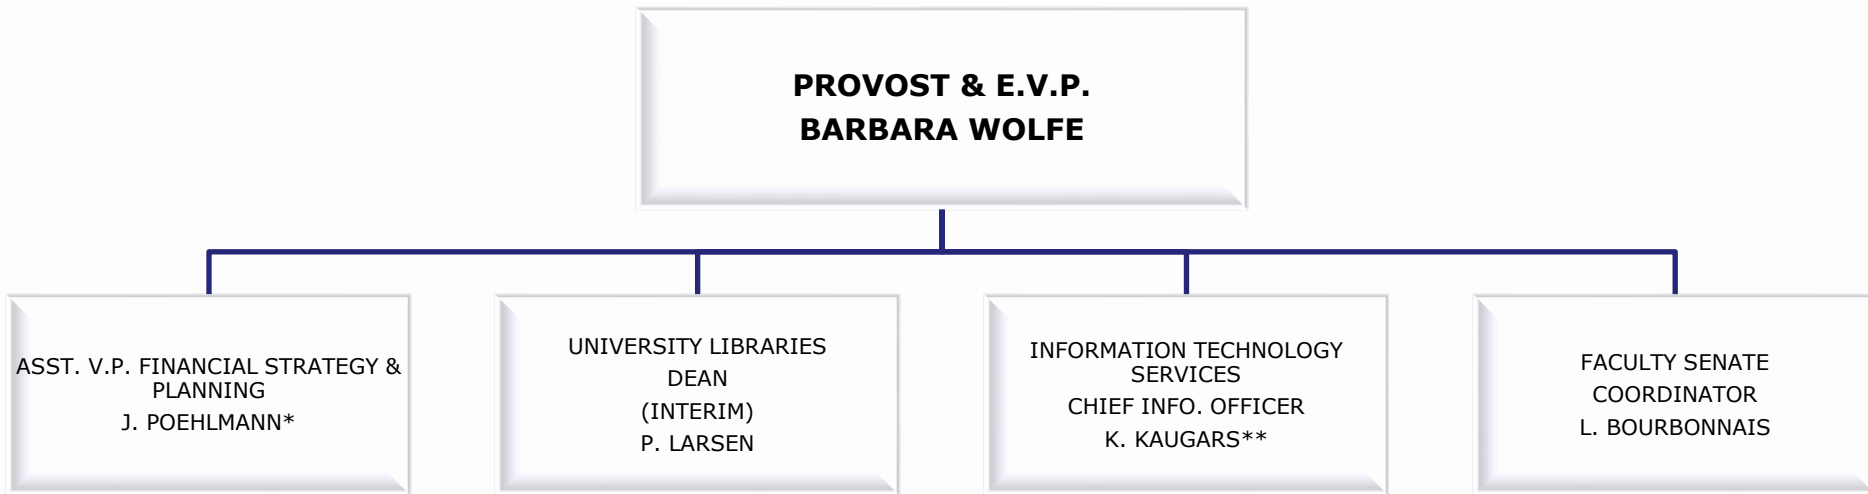 PROVOST & E.V.P.
BARBARA WOLFE
ASST. V.P. FINANCIAL STRATEGY &
PLANNING
J. POEHLMANN*
UNIVERSITY LIBRARIES
DEAN
(INTERIM)
P. LARSEN
INFORMATION TECHNOLOGY
SERVICES
CHIEF INFO. OFFICER
K. KAUGARS**
FACULTY SENATE
COORDINATOR
L. BOURBONNAIS